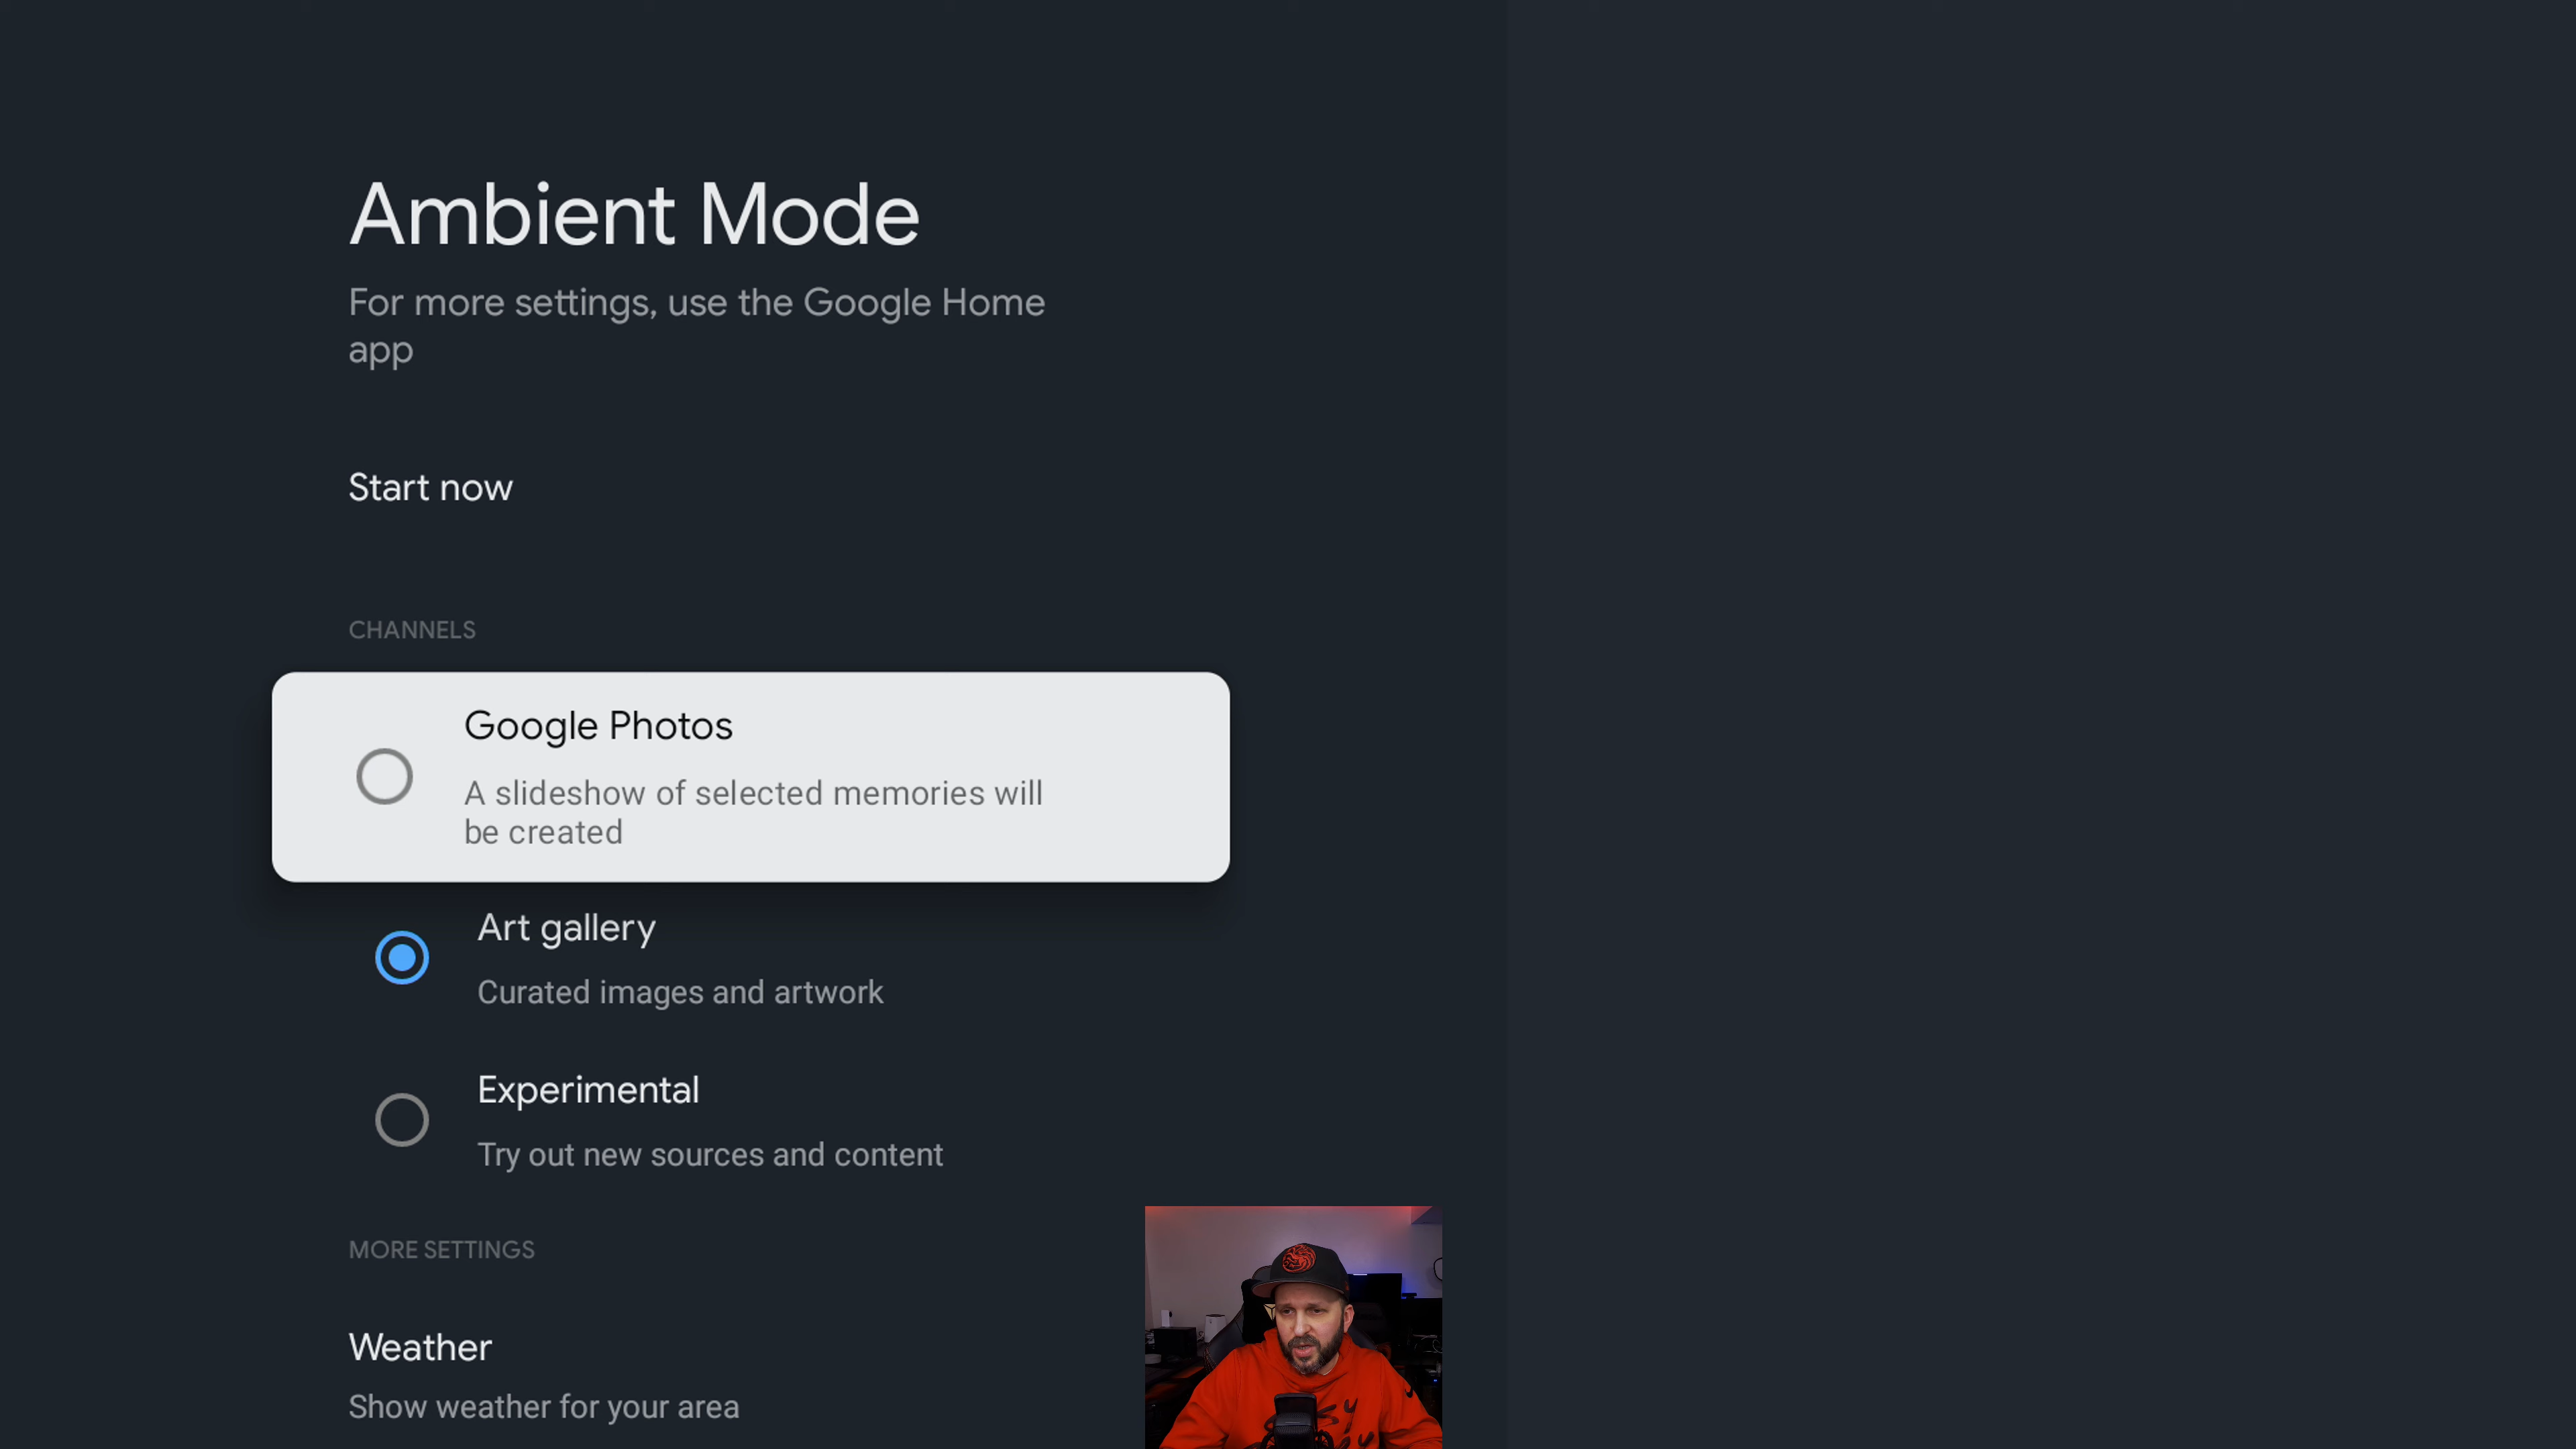 Ambient Mode
For more settings, use the Google Home
app
Start now
CHANNELS
Google Photos
A slideshow of selected memories will
be created
Art gallery
Curated images and artwork
Experimental
Try out new sources and content
MORE SETTINGS
Weather
Show weather for your area